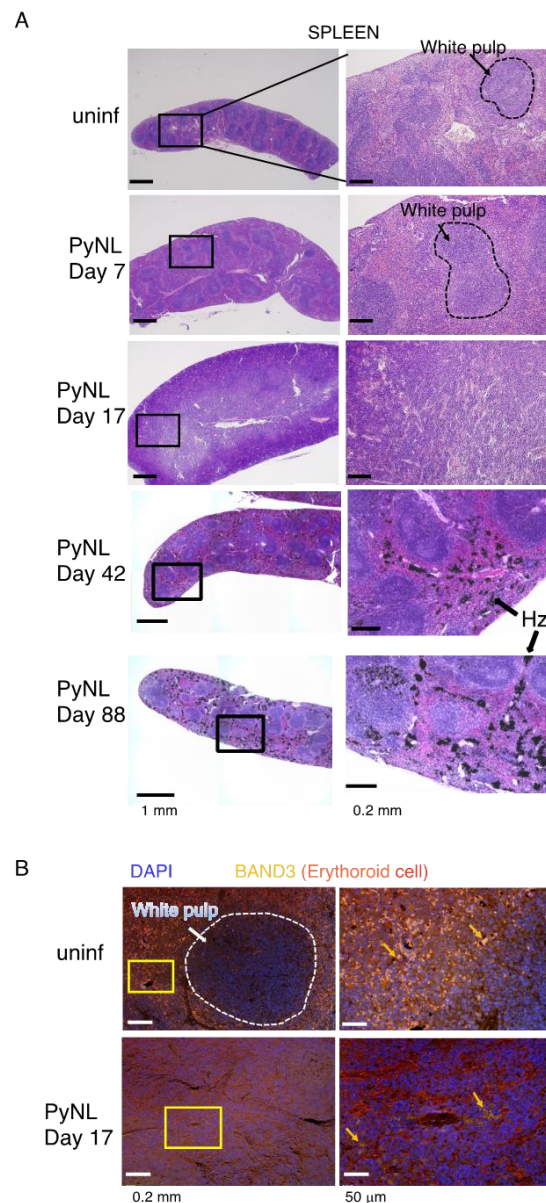 A
SPLEEN
White pulp
uninf
White pulp
PyNL
Day 7
PyNL
Day 17
PyNL
Day 42
Hz
PyNL
Day 88
1 mm
0.2 mm
B
DAPI
BAND3 (Erythoroid cell)
White pulp
uninf
PyNL
Day 17
0.2 mm
50 μm